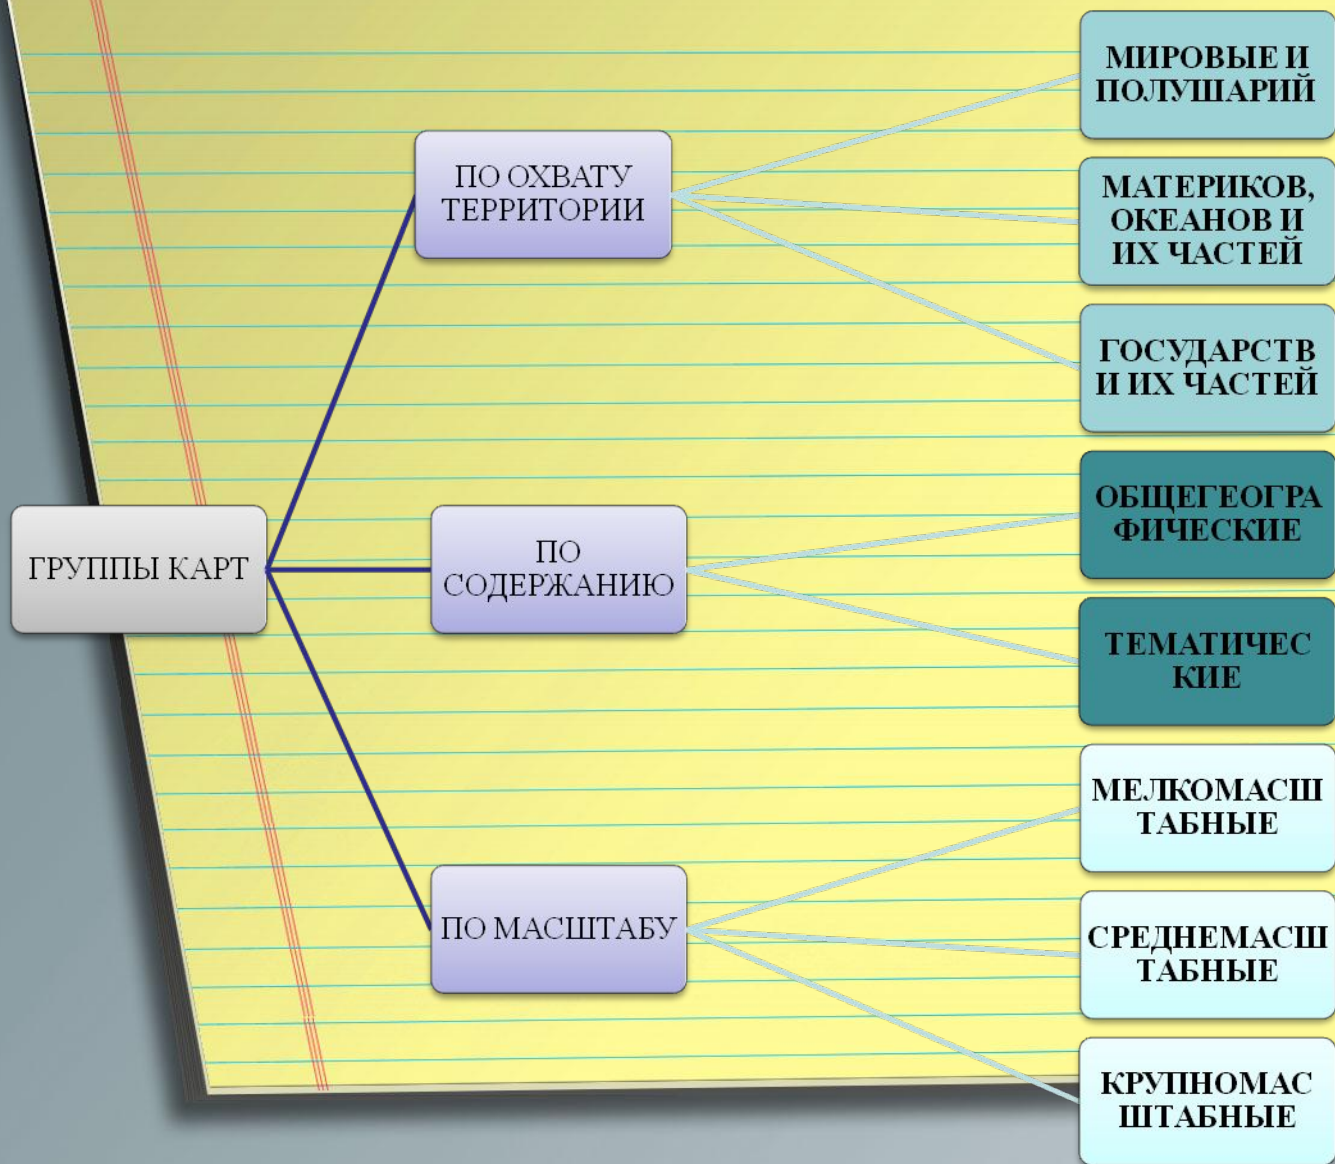 ГРУППЫ КАРТ
ПО ОХВАТУ
ТЕРРИТОРИИ
МИРОВЫЕ И
ПОЛУШАРИЙ
МАТЕРИКОВ,
ОКЕАНОВ И
ИХ ЧАСТЕЙ
ГОСУДАРСТВ
И ИХ ЧАСТЕЙ
ПО
СОДЕРЖАНИЮ
ОБЩЕГЕОГРА
ФИЧЕСКИЕ
ТЕМАТИЧЕС
КИЕ
ПО МАСШТАБУ
МЕЛКОМАСШ
ТАБНЫЕ
СРЕДНЕМАСШ
ТАБНЫЕ
КРУПНОМАС
ШТАБНЫЕ